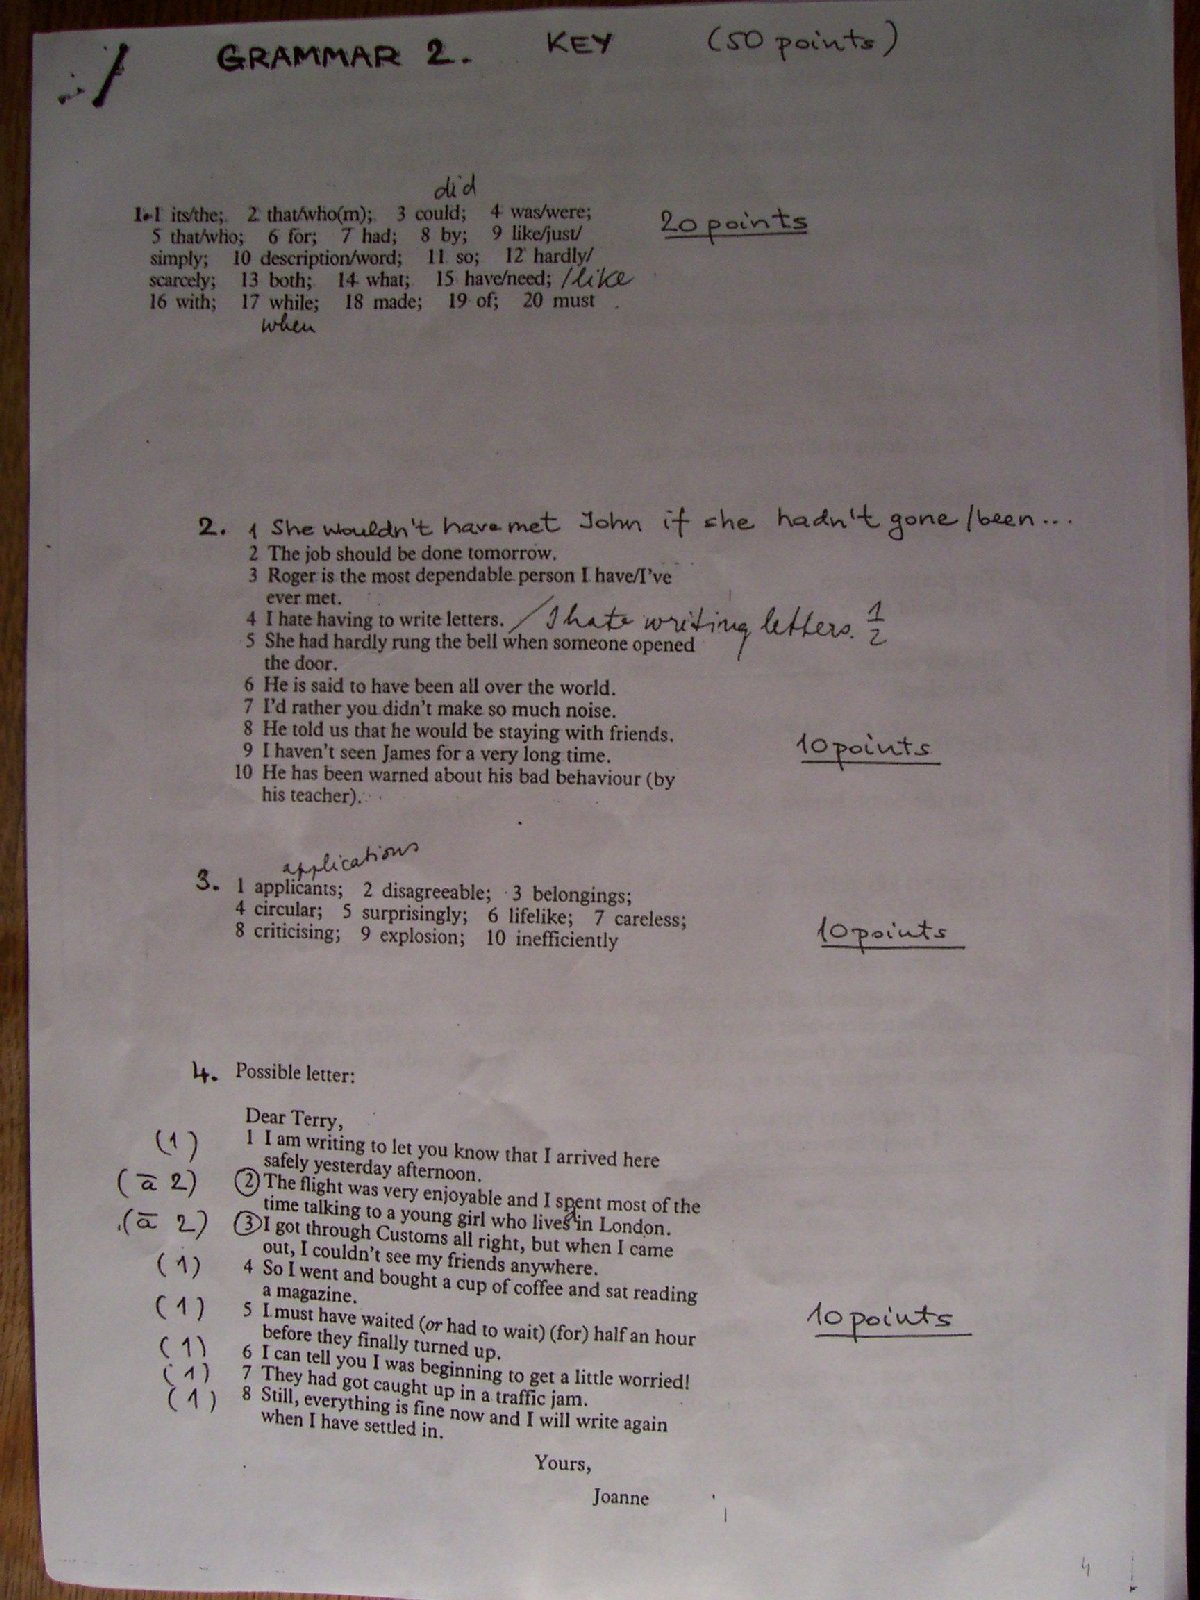 GRAMMAR 2. KEY (50 points)
did
1. 1 its/the; 2 that/who(m); 3 could; 4 was/were;
5 that/who; 6 for; 7 had; 8 by; 9 like/just/
simply; 10 description/word; 11 so; 12 hardly/
scarcely; 13 both; 14 what; 15 have/need; /like
16 with; 17 while; 18 made; 19 of; 20 must
when
20 points
2. 1 She wouldn't have met John if she hadn't gone /been...
2 The job should be done tomorrow.
3 Roger is the most dependable person I have/I've
ever met.
4 I hate having to write letters. / I hate writing letters. 1/2
5 She had hardly rung the bell when someone opened
the door.
6 He is said to have been all over the world.
7 I'd rather you didn't make so much noise.
8 He told us that he would be staying with friends.
9 I haven't seen James for a very long time.
10 He has been warned about his bad behaviour (by
his teacher).
10 points
applications
3. 1 applicants; 2 disagreeable; 3 belongings;
4 circular; 5 surprisingly; 6 lifelike; 7 careless;
8 criticising; 9 explosion; 10 inefficiently
10 points
4. Possible letter:
Dear Terry,
(1) 1 I am writing to let you know that I arrived here
safely yesterday afternoon.
(ā 2) 2 The flight was very enjoyable and I spent most of the
time talking to a young girl who lives in London.
d
(ā 2) 3 I got through Customs all right, but when I came
out, I couldn't see my friends anywhere.
(1) 4 So I went and bought a cup of coffee and sat reading
a magazine.
(1) 5 I must have waited (or had to wait) (for) half an hour
before they finally turned up.
(1) 6 I can tell you I was beginning to get a little worried!
(1) 7 They had got caught up in a traffic jam.
(1) 8 Still, everything is fine now and I will write again
when I have settled in.
10 points
Yours,
Joanne
4